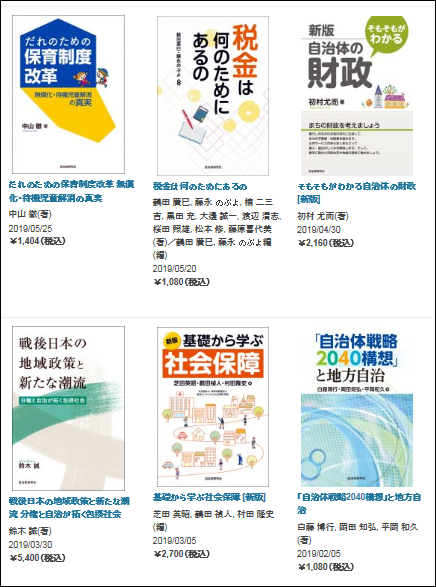 だれのための
保育制度
改革
無償化・待機児童解消
の真実
中山 徹 著
税金は
何のために
あるの
新版
自治体の
財政
そもそもが
わかる
初村尤而 著
まちの財政を考えましょう
だれのための保育制度改革 無償
化・待機児童解消の真実
中山 徹(著)
2019/05/25
￥1,404(税込)
税金は何のためにあるの
鶴田 廣巳, 藤永 のぶよ, 楠 二三
吉, 黒田 充, 大邉 誠一, 渡辺 清志,
桜田 照雄, 松本 修, 藤原喜代美
(著)／鶴田 廣巳, 藤永 のぶよ編
(編)
2019/05/20
￥1,080(税込)
そもそもがわかる自治体の財政
[新版]
初村 尤而(著)
2019/04/30
￥2,160(税込)
戦後日本の
地域政策と
新たな潮流
分権と自治が拓く包摂社会
鈴木 誠 著
新版
基礎から学ぶ
社会保障
芝田英昭・鶴田禎人・村田隆史 編
「自治体戦略
2040構想」
と地方自治
白藤博行・岡田知弘・平岡和久 著
戦後日本の地域政策と新たな潮
流 分権と自治が拓く包摂社会
鈴木 誠(著)
2019/03/30
￥5,400(税込)
基礎から学ぶ社会保障 [新版]
芝田 英昭, 鶴田 禎人, 村田 隆史
(編)
2019/03/05
￥2,700(税込)
「自治体戦略2040構想」と地方自
治
白藤 博行, 岡田 知弘, 平岡 和久
(著)
2019/02/05
￥1,080(税込)